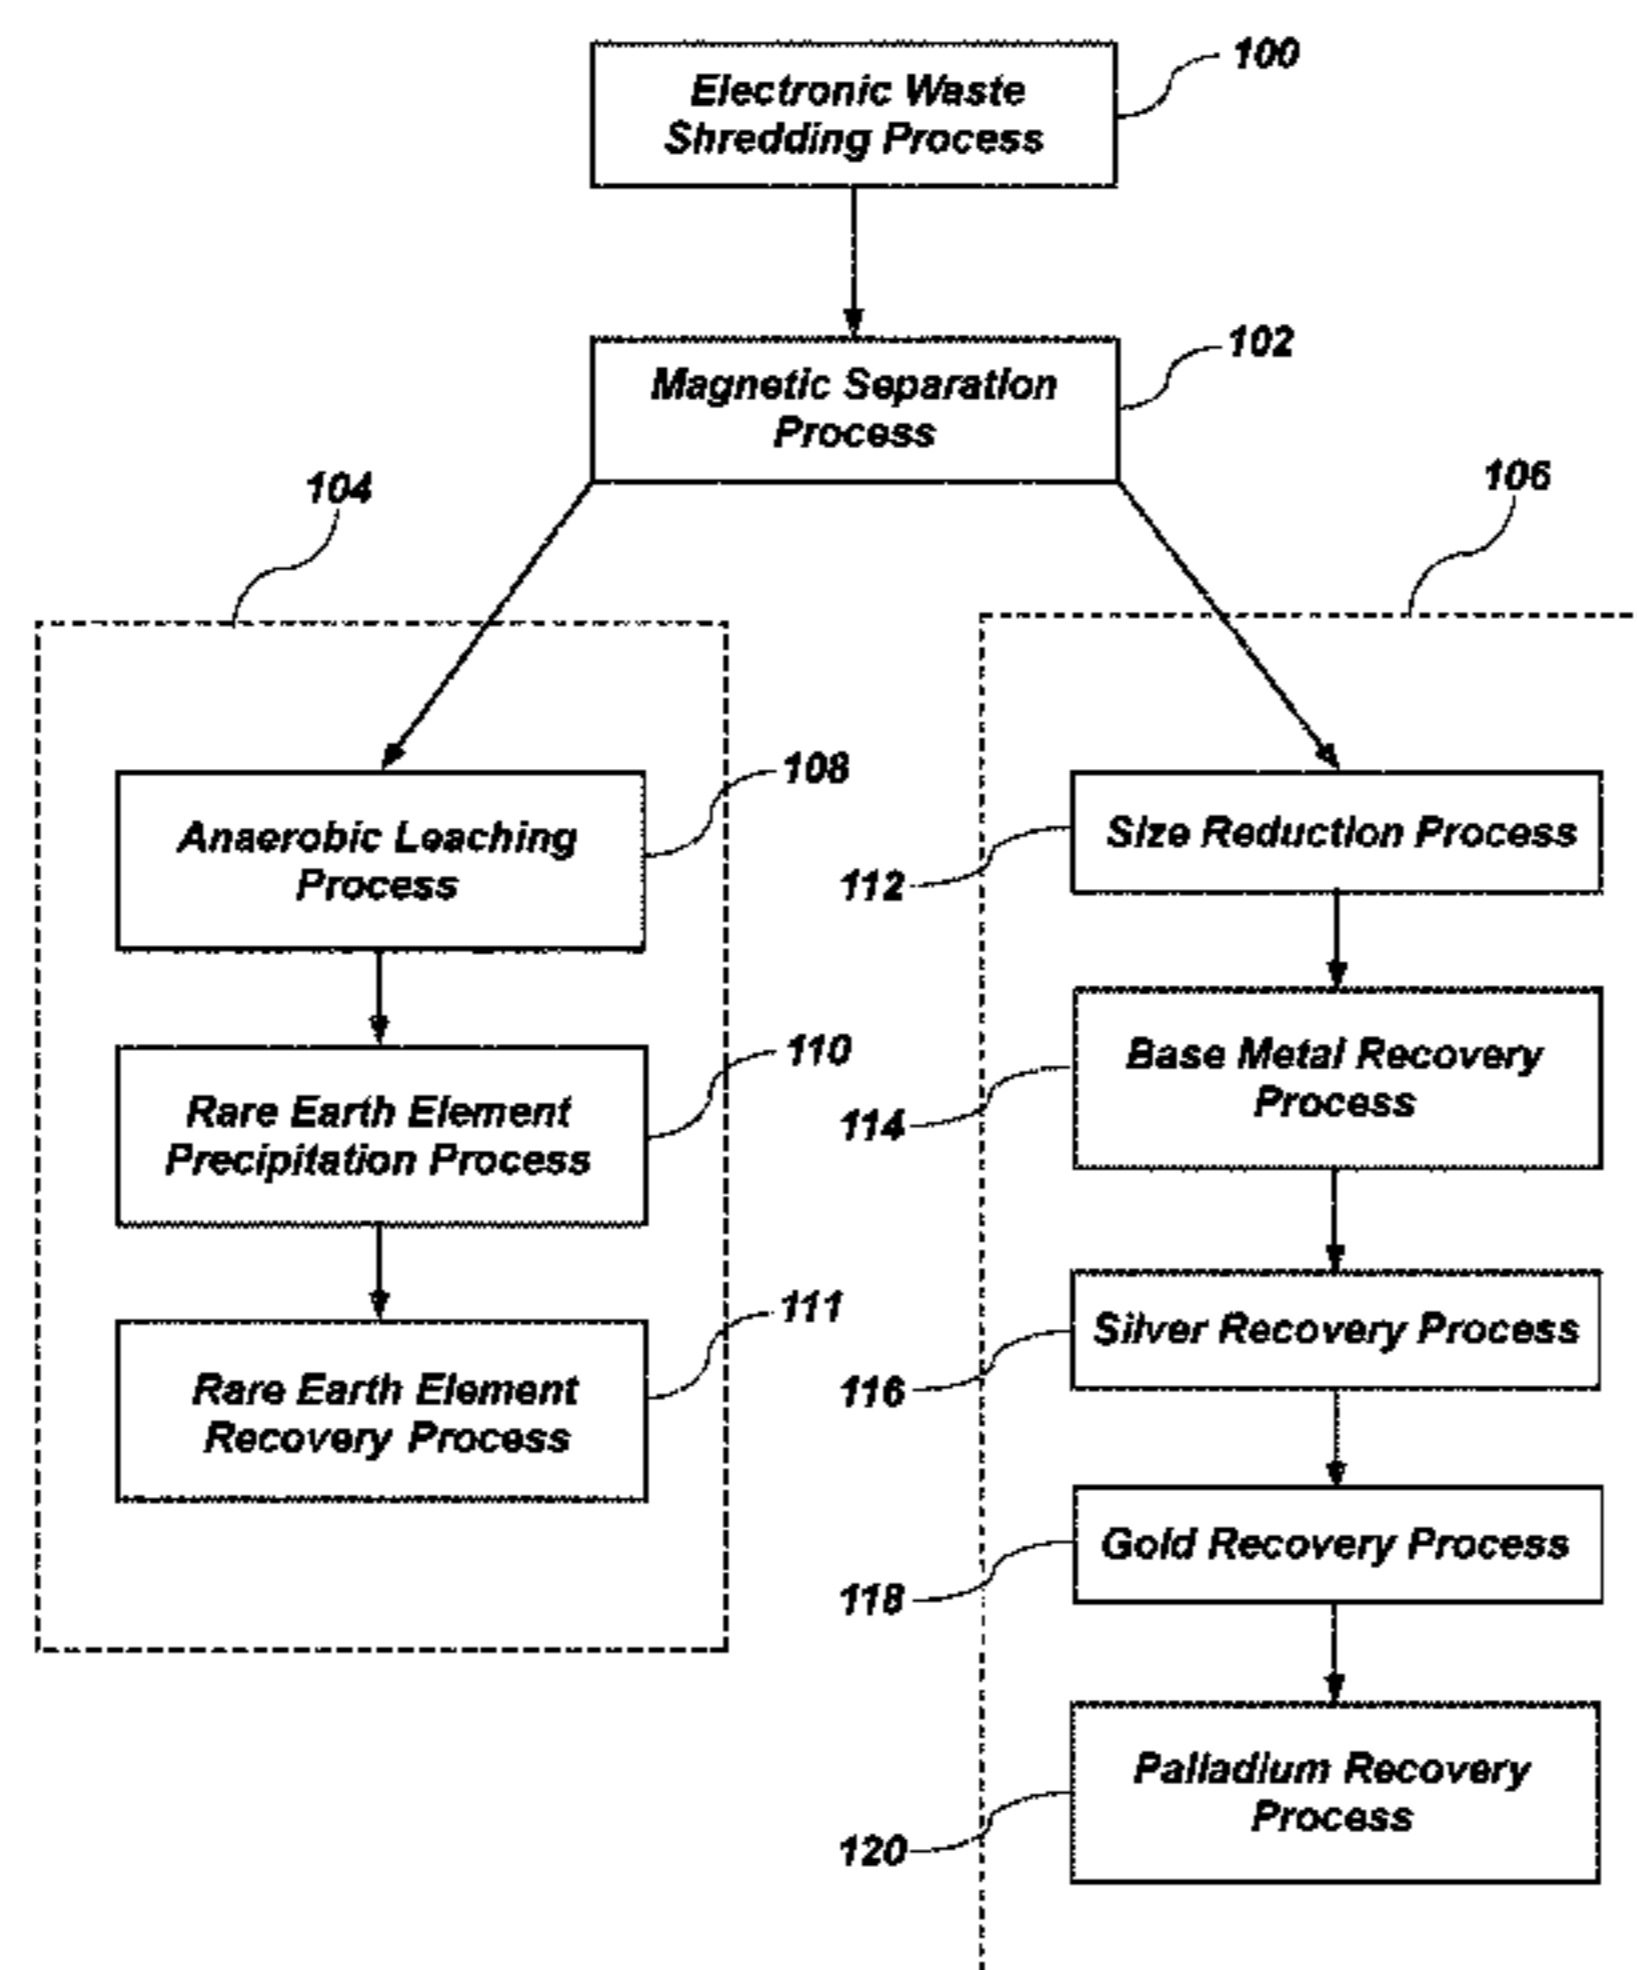 100
Electronic Waste
Shredding Process
102
Magnetic Separation
Process
104
106
108
Anaerobic Leaching
Process
110
Rare Earth Element
Precipitation Process
111
Rare Earth Element
Recovery Process
Size Reduction Process
112
Base Metal Recovery
Process
114
Silver Recovery Process
116
Gold Recovery Process
118
Palladium Recovery
Process
120